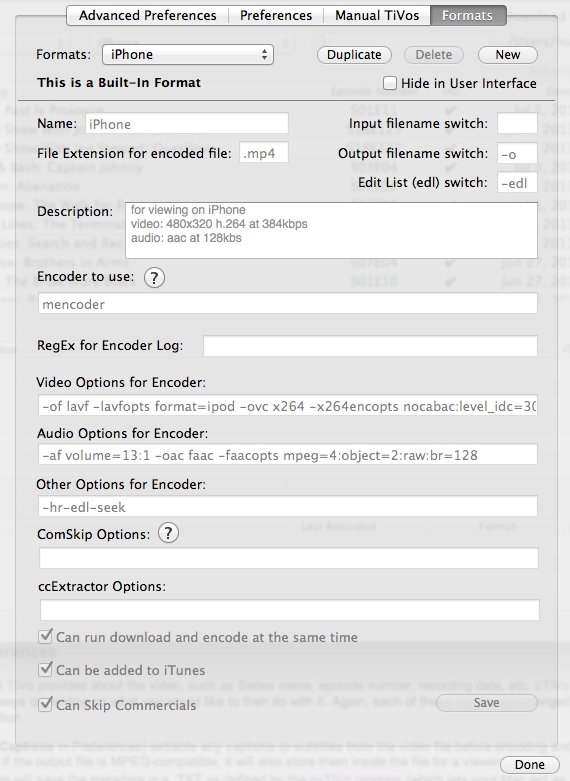 Advanced Preferences Preferences Manual TiVos Formats
Formats: iPhone Duplicate Delete New
This is a Built-In Format Hide in User Interface
Name: iPhone Input filename switch:
File Extension for encoded file: .mp4 Output filename switch: -o
Edit List (edl) switch: -edl
Description: for viewing on iPhone
video: 480x320 h.264 at 384kbps
audio: aac at 128kbs
Encoder to use: ?
mencoder
RegEx for Encoder Log:
Video Options for Encoder:
-of lavf -lavfopts format=ipod -ovc x264 -x264encopts nocabac:level_idc=30
Audio Options for Encoder:
-af volume=13:1 -oac faac -faacopts mpeg=4:object=2:raw:br=128
Other Options for Encoder:
-hr-edl-seek
ComSkip Options: ?
Last Recorded Format
ccExtractor Options:
Can run download and encode at the same time
Can be added to iTunes
Can Skip Commercials Save
Done